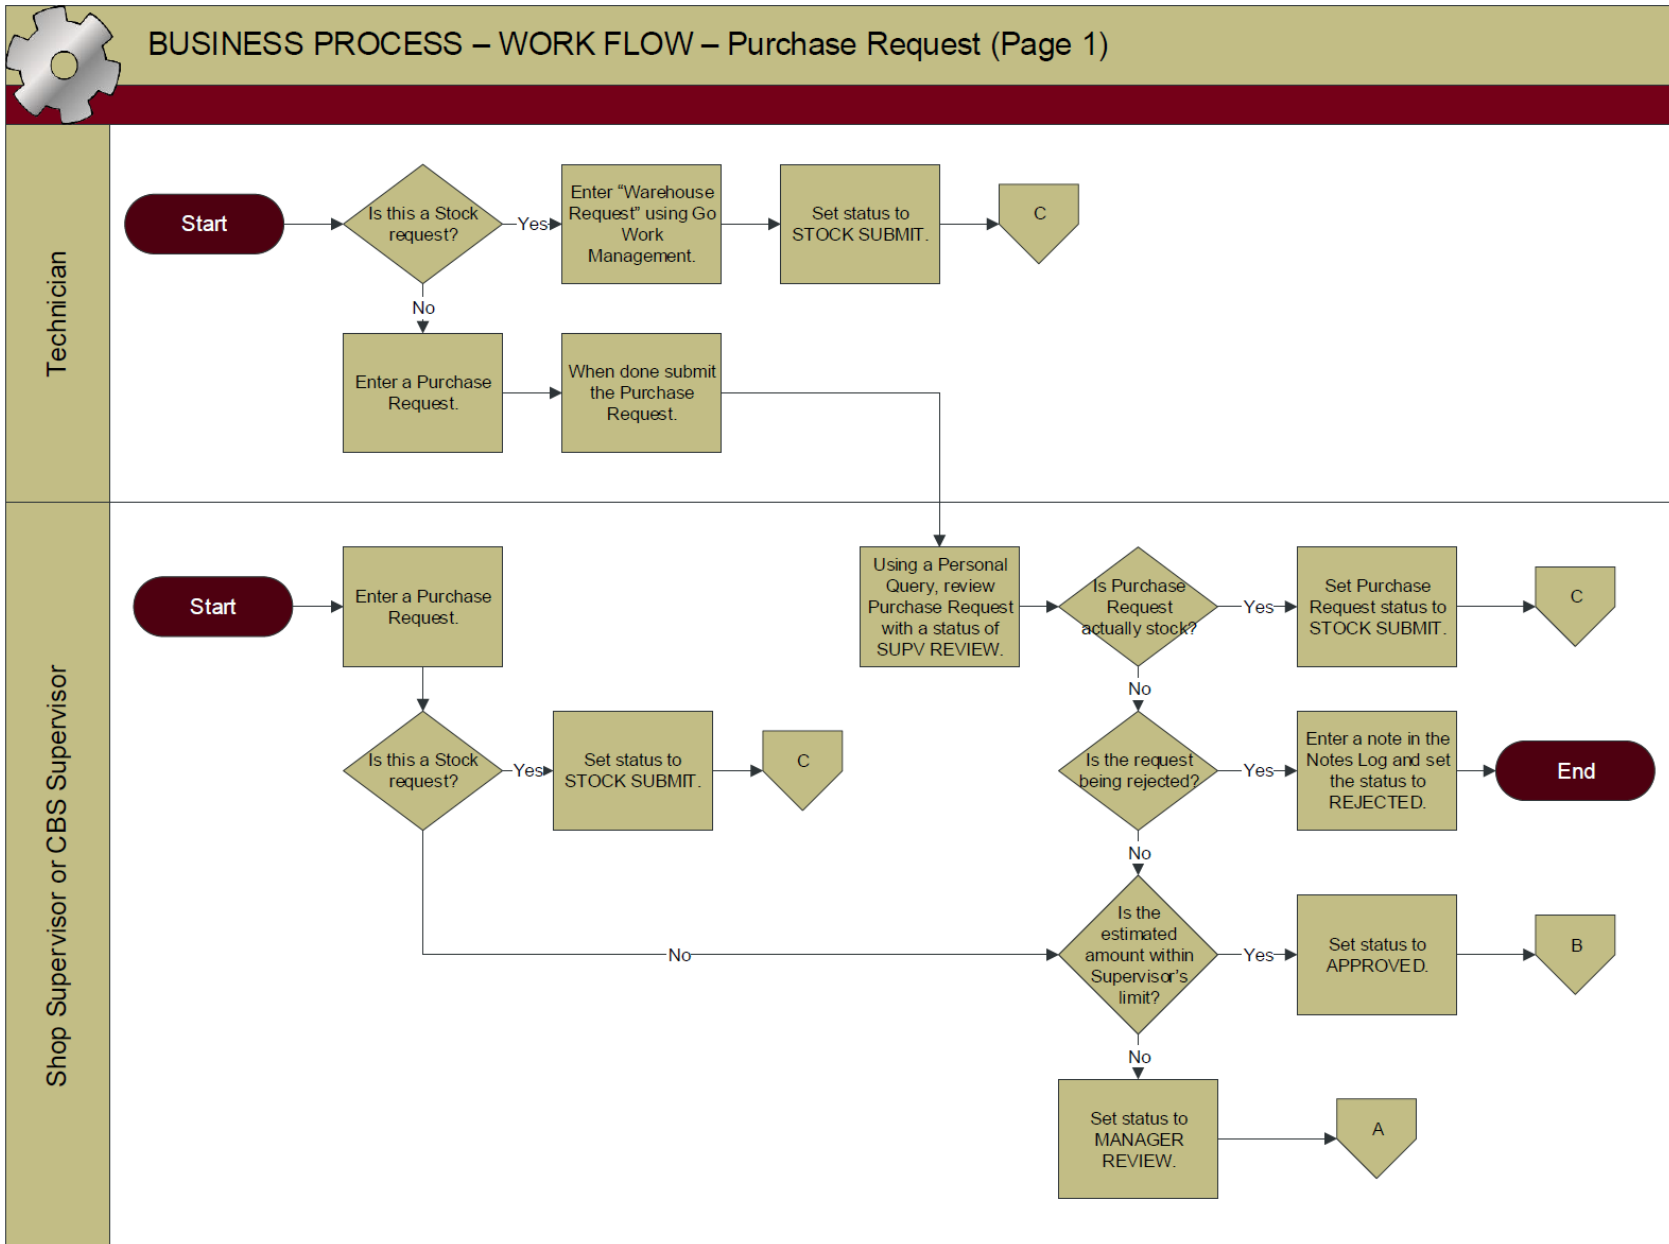 BUSINESS PROCESS – WORK FLOW – Purchase Request (Page 1)
Technician
Start
Is this a Stock
request?
Yes
Enter “Warehouse
Request” using Go
Work
Management.
Set status to
STOCK SUBMIT.
C
No
Enter a Purchase
Request.
When done submit
the Purchase
Request.
Shop Supervisor or CBS Supervisor
Start
Enter a Purchase
Request.
Using a Personal
Query, review
Purchase Request
with a status of
SUPV REVIEW.
Is Purchase
Request
actually stock?
Yes
Set Purchase
Request status to
STOCK SUBMIT.
C
No
Is this a Stock
request?
Yes
Set status to
STOCK SUBMIT.
C
Is the request
being rejected?
Yes
Enter a note in the
Notes Log and set
the status to
REJECTED.
End
No
No
Is the
estimated
amount within
Supervisor’s
limit?
Yes
Set status to
APPROVED.
B
No
Set status to
MANAGER
REVIEW.
A